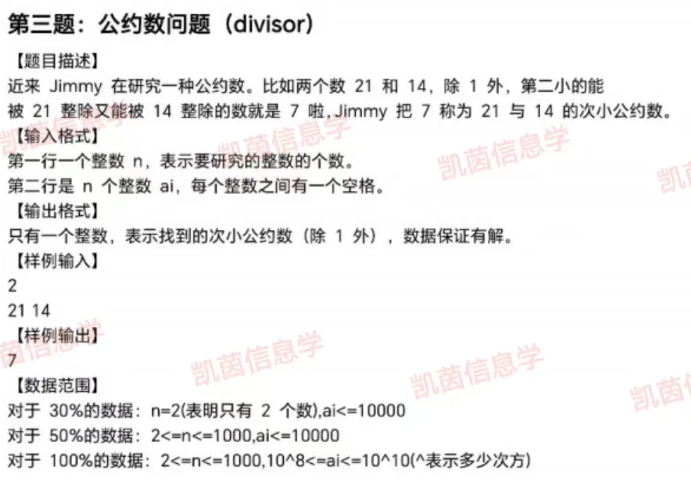 第三题：公约数问题（divisor）
【题目描述】
近来 Jimmy 在研究一种公约数。比如两个数 21 和 14，除 1 外，第二小的能
被 21 整除又能被 14 整除的数就是 7 啦,Jimmy 把 7 称为 21 与 14 的次小公约数。
【输入格式】
第一行一个整数 n，表示要研究的整数的个数。
第二行是 n 个整数 ai，每个整数之间有一个空格。
【输出格式】
只有一个整数，表示找到的次小公约数（除 1 外），数据保证有解。
【样例输入】
2
21 14
【样例输出】
7
【数据范围】
对于 30%的数据：n=2(表明只有 2 个数),ai<=10000
对于 50%的数据：2<=n<=1000,ai<=10000
对于 100%的数据：2<=n<=1000,10^8<=ai<=10^10(^表示多少次方)
凯茵信息学
凯茵信息学
凯茵信息学
凯茵
凯茵信息学
凯茵信息学
凯茵信息学
凯茵